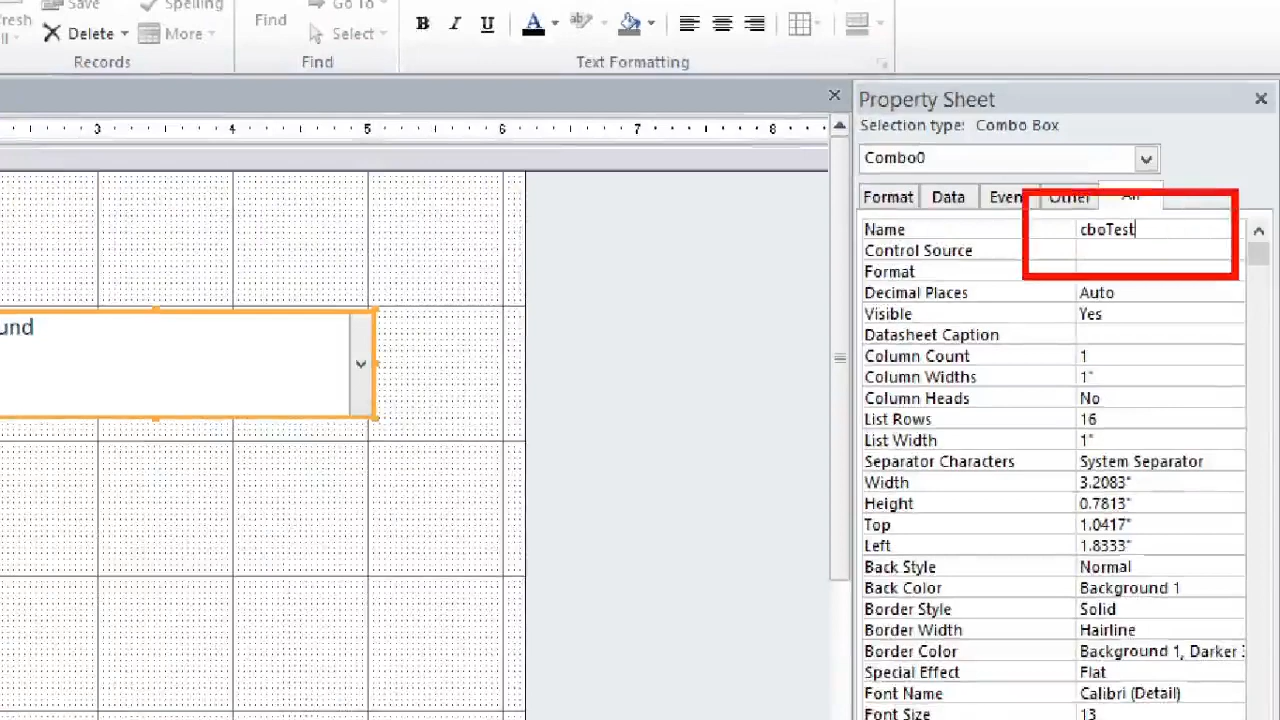 Save
Spelling
Go To
Find
Delete
More
Select
B I U A
Records
Find
Text Formatting
3 4 5 6 7 8
Property Sheet
Selection type: Combo Box
Combo0
Format Data Other
Name cboTest
Control Source
Format
Decimal Places Auto
Visible Yes
Datasheet Caption
Column Count 1
Column Widths 1"
Column Heads No
List Rows 16
List Width 1"
Separator Characters System Separator
Width 3.2083"
Height 0.7813"
Top 1.0417"
Left 1.8333"
Back Style Normal
Back Color Background 1
Border Style Solid
Border Width Hairline
Border Color Background 1, Darker
Special Effect Flat
Font Name Calibri (Detail)
Font Size 13